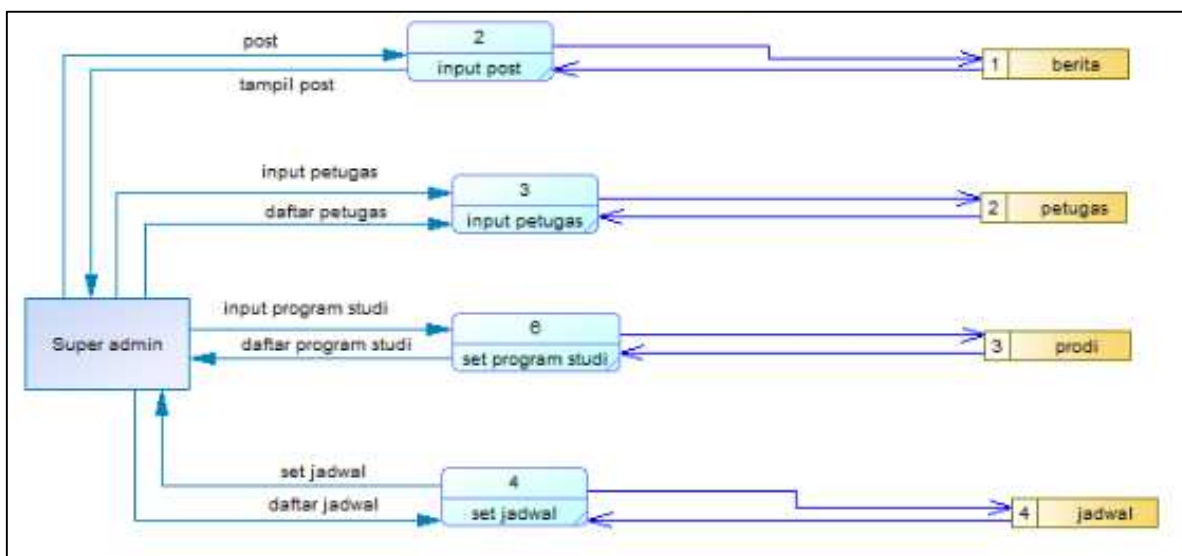 post
2
input post
tampil post
1 berita
input petugas
3
daftar petugas
input petugas
2 petugas
input program studi
6
Super admin
daftar program studi
set program studi
3 prodi
set jadwal
4
daftar jadwal
set jadwal
4 jadwal